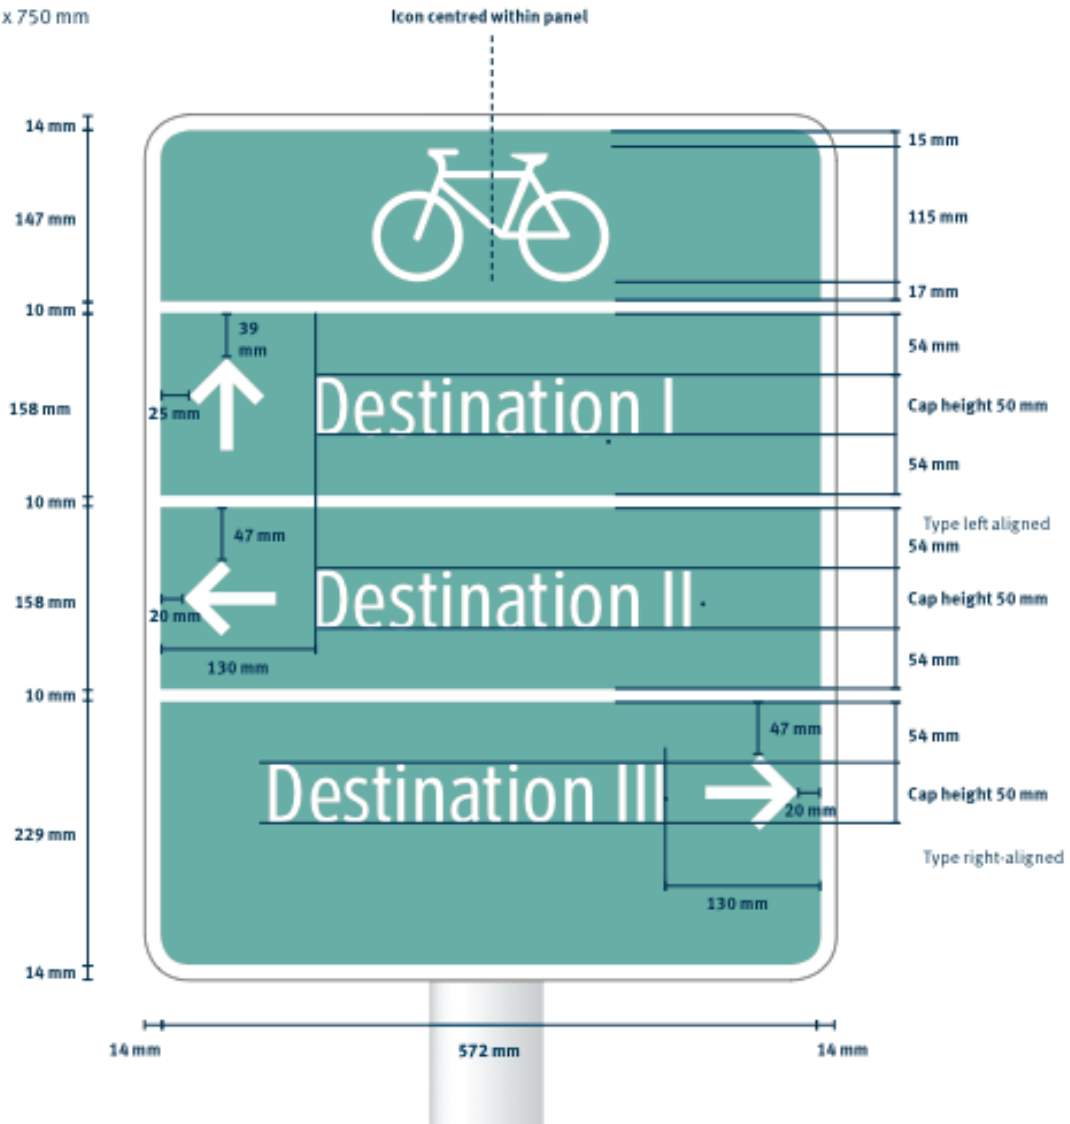 x 750 mm
Icon centred within panel
14 mm
15 mm
147 mm
115 mm
17 mm
10 mm
39
mm
54 mm
25 mm
158 mm
Destination I
Cap height 50 mm
54 mm
10 mm
Type left aligned
47 mm
54 mm
20 mm
158 mm
Destination II
Cap height 50 mm
54 mm
130 mm
10 mm
47 mm
54 mm
Destination III
20 mm
Cap height 50 mm
229 mm
Type right-aligned
130 mm
14 mm
14 mm
572 mm
14 mm